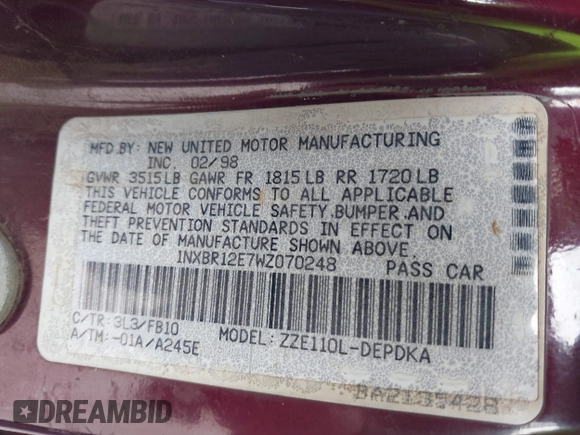 MFD.BY: NEW UNITED MOTOR MANUFACTURING
INC. 02/98
GVWR 3515LB GAWR FR 1815LB RR 1720LB
THIS VEHICLE CONFORMS TO ALL APPLICABLE
FEDERAL MOTOR VEHICLE SAFETY,BUMPER,AND
THEFT PREVENTION STANDARDS IN EFFECT ON
THE DATE OF MANUFACTURE SHOWN ABOVE.
1NXBR12E7WZ070248 PASS CAR
C/TR: 3L3/FB10
A/TM:-01A/A245E MODEL: ZZE110L-DEPDKA
DREAMBID